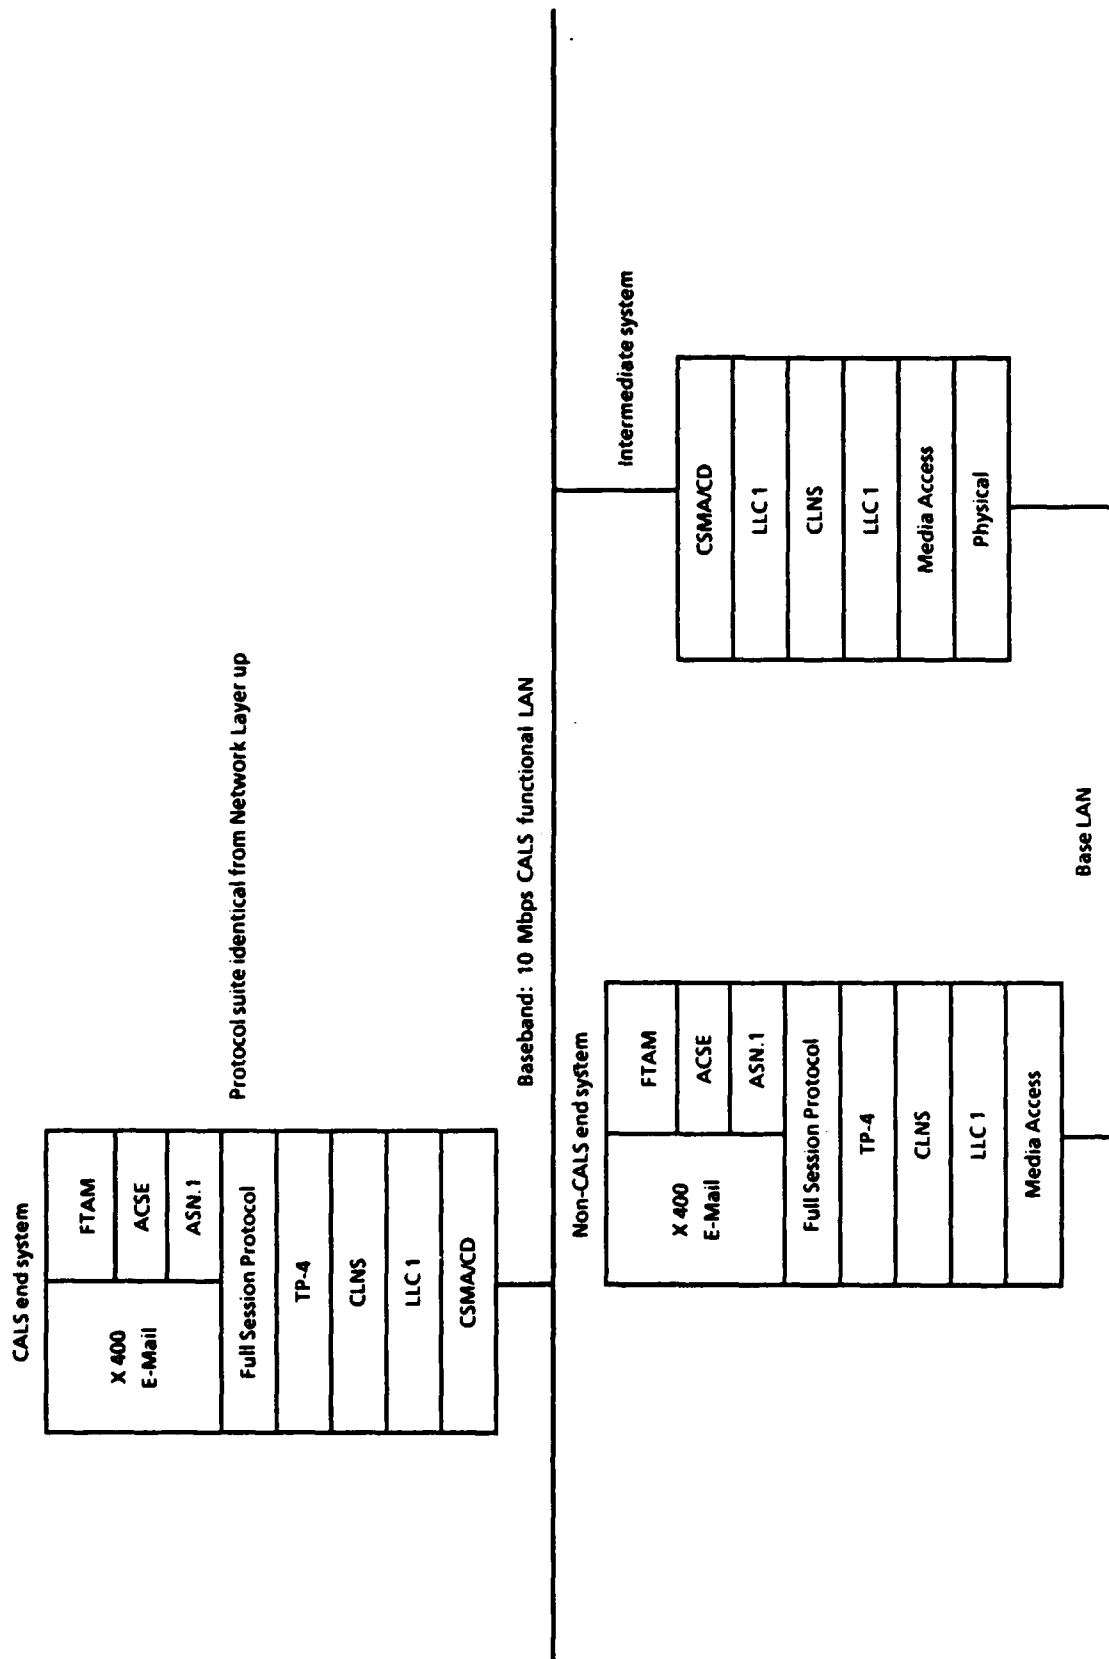 CALS end system
X 400
E-Mail
FTAM
ACSE
ASN.1
Full Session Protocol
TP-4
CLNS
LLC 1
CSMA/CD
Protocol suite identical from Network Layer up
Baseband: 10 Mbps CALS functional LAN
Non-CALS end system
X 400
E-Mail
FTAM
ACSE
ASN.1
Full Session Protocol
TP-4
CLNS
LLC 1
Media Access
Intermediate system
CSMA/CD
LLC 1
CLNS
LLC 1
Media Access
Physical
Base LAN